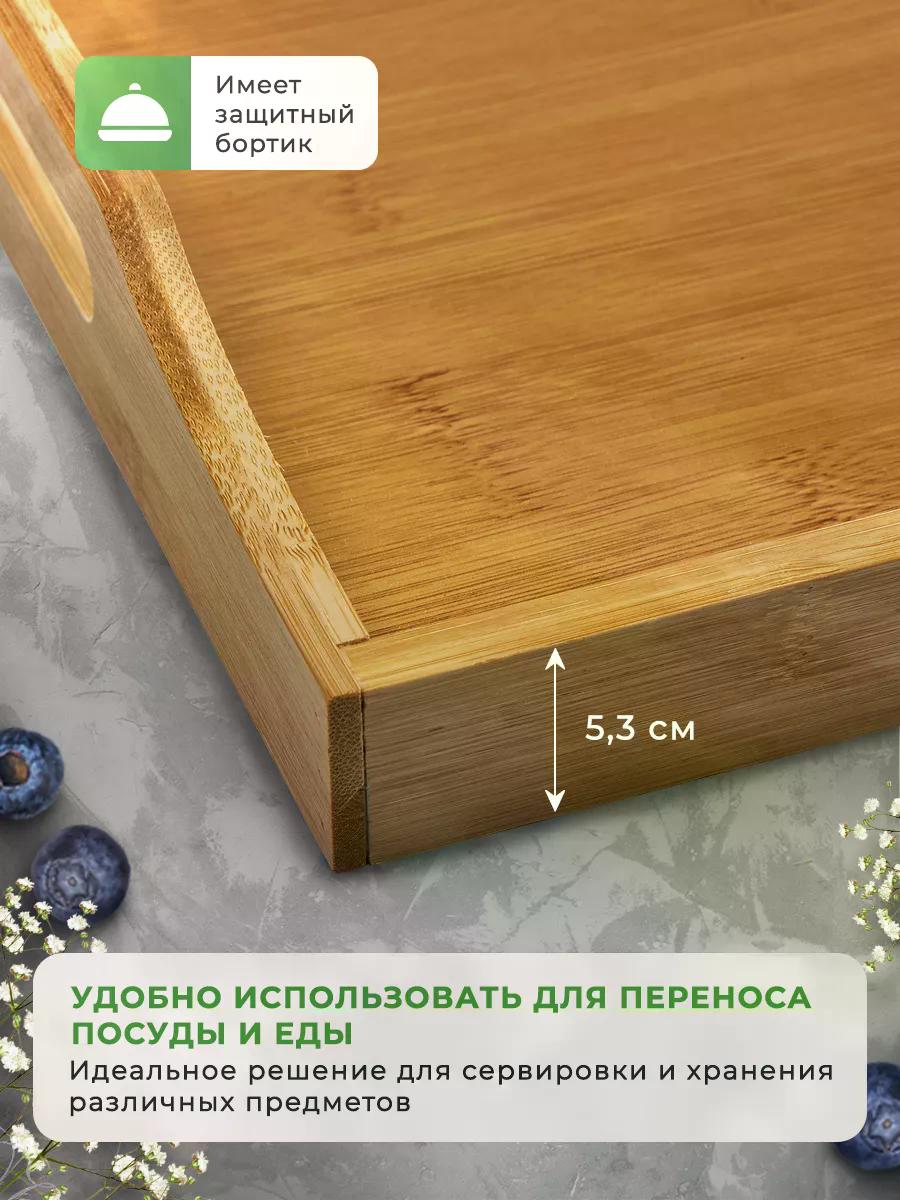 Имеет
защитный
бортик
5,3 см
УДОБНО ИСПОЛЬЗОВАТЬ ДЛЯ ПЕРЕНОСА
ПОСУДЫ И ЕДЫ
Идеальное решение для сервировки и хранения
различных предметов